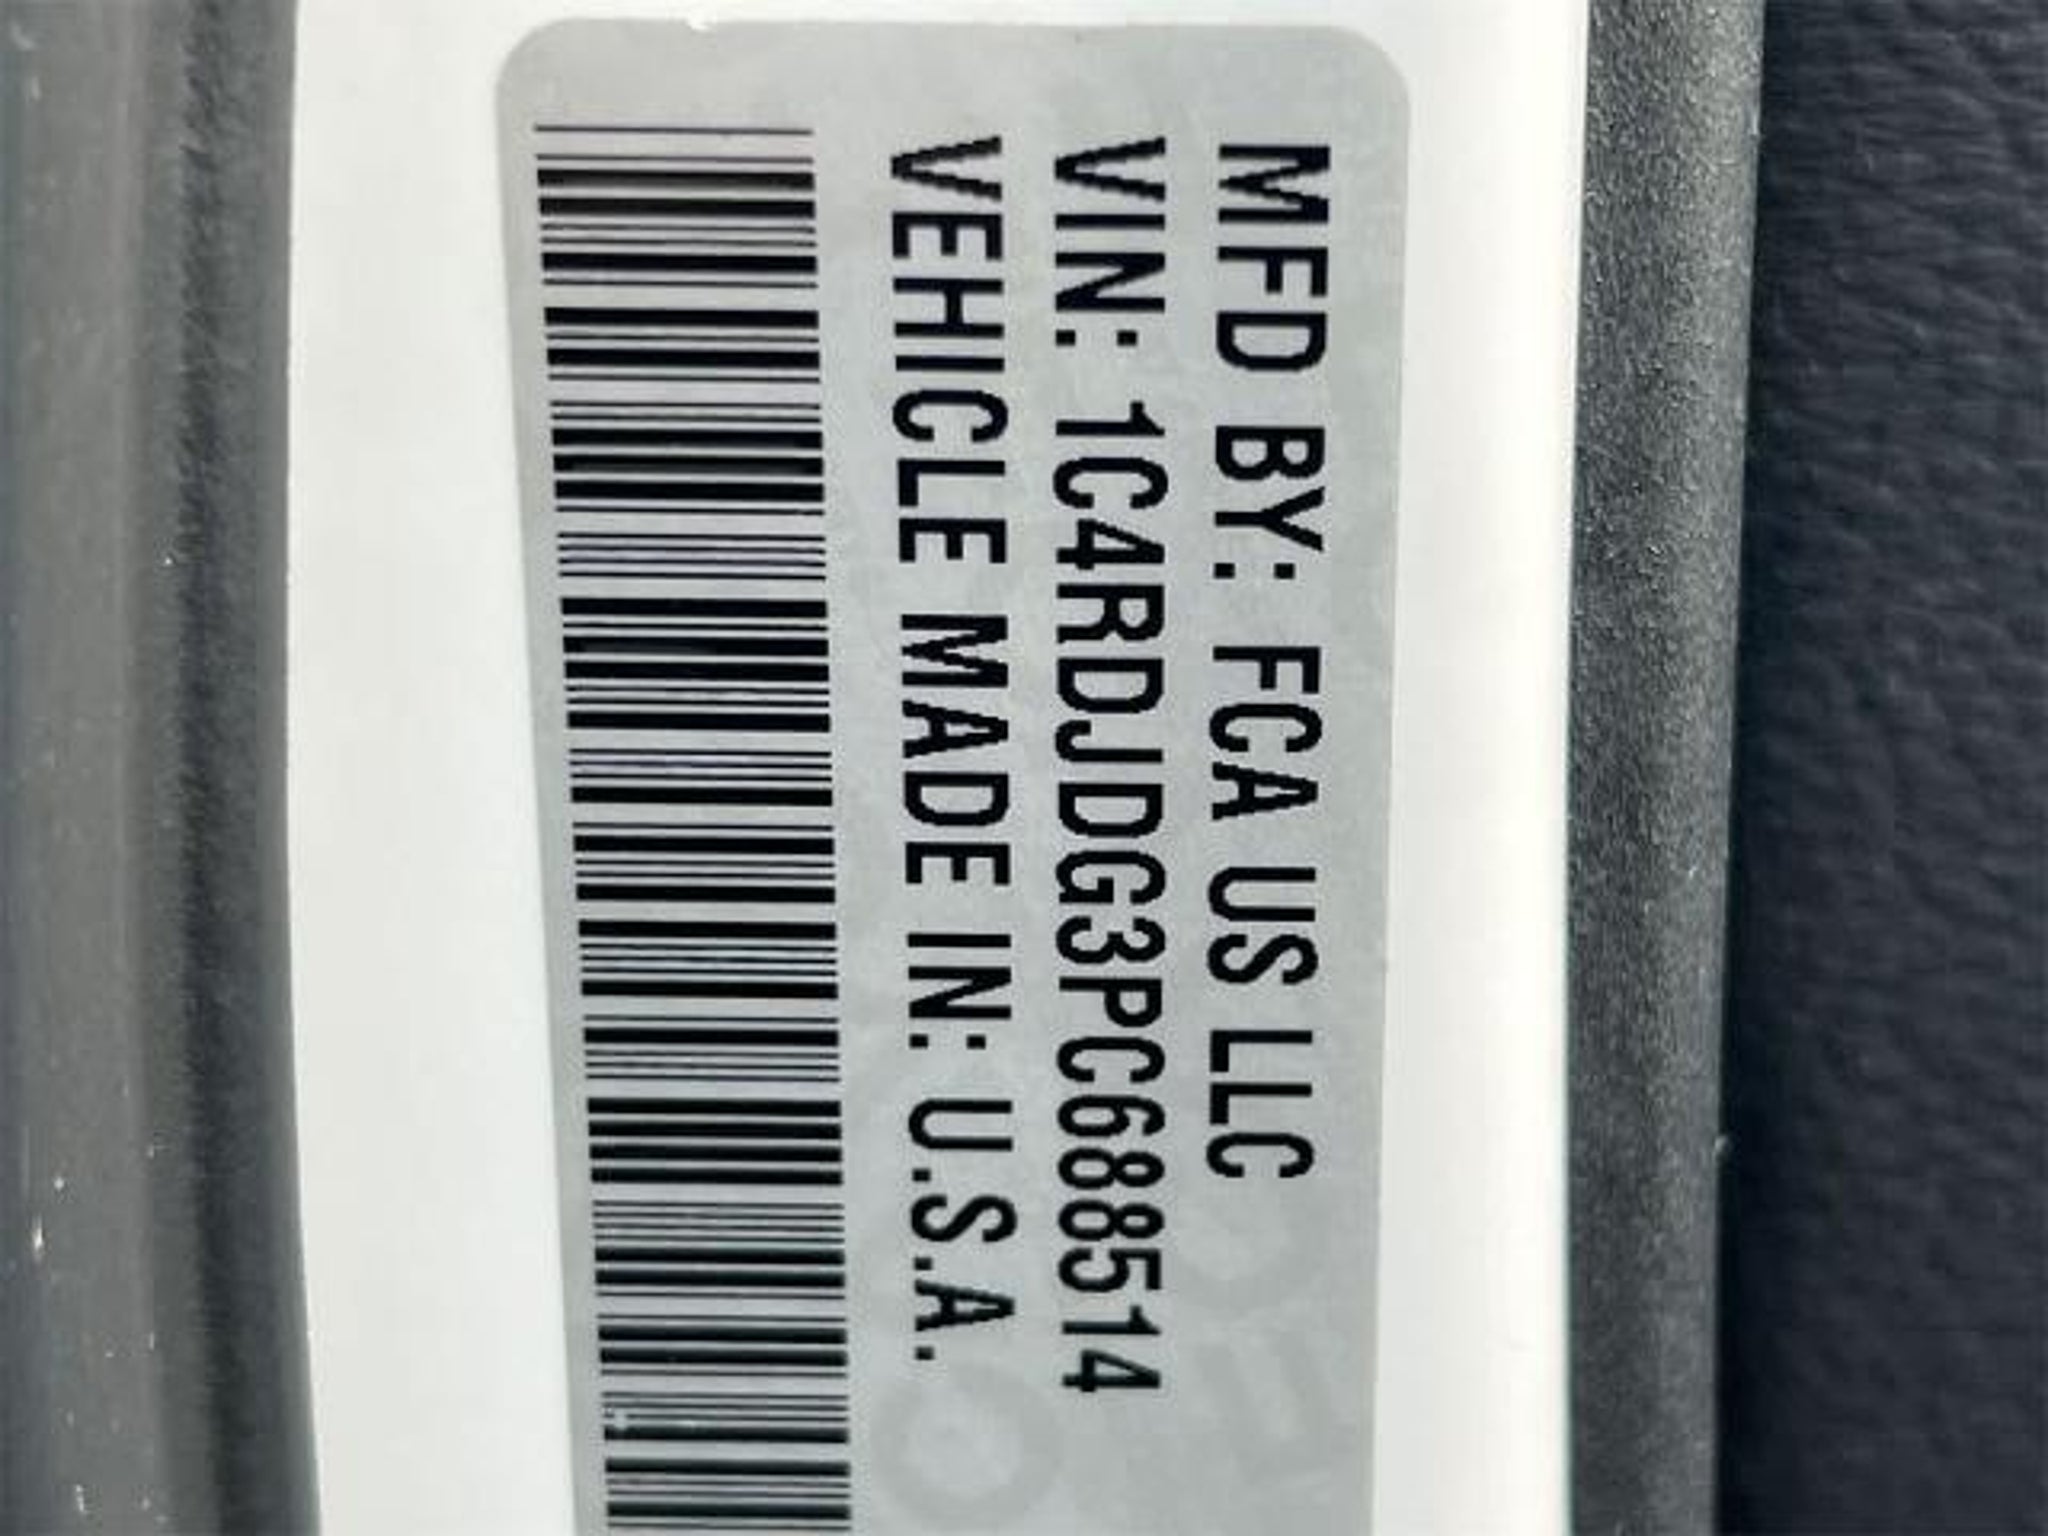 MFD BY: FCA US LLC
VIN: 1C4RDJDG3PC688514
VEHICLE MADE IN: U.S.A.